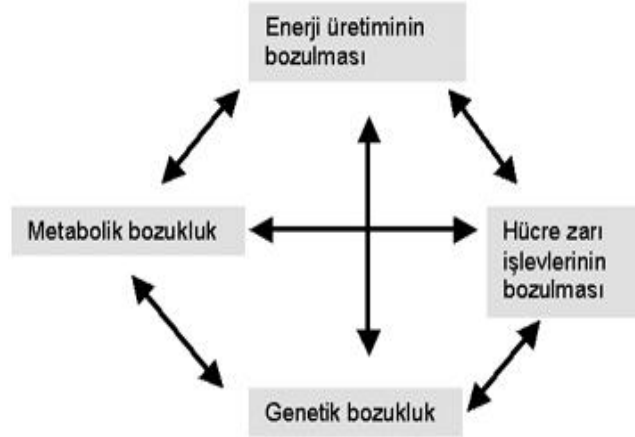 Enerji üretiminin
bozulması
Metabolik bozukluk
Hücre zarı
işlevlerinin
bozulması
Genetik bozukluk